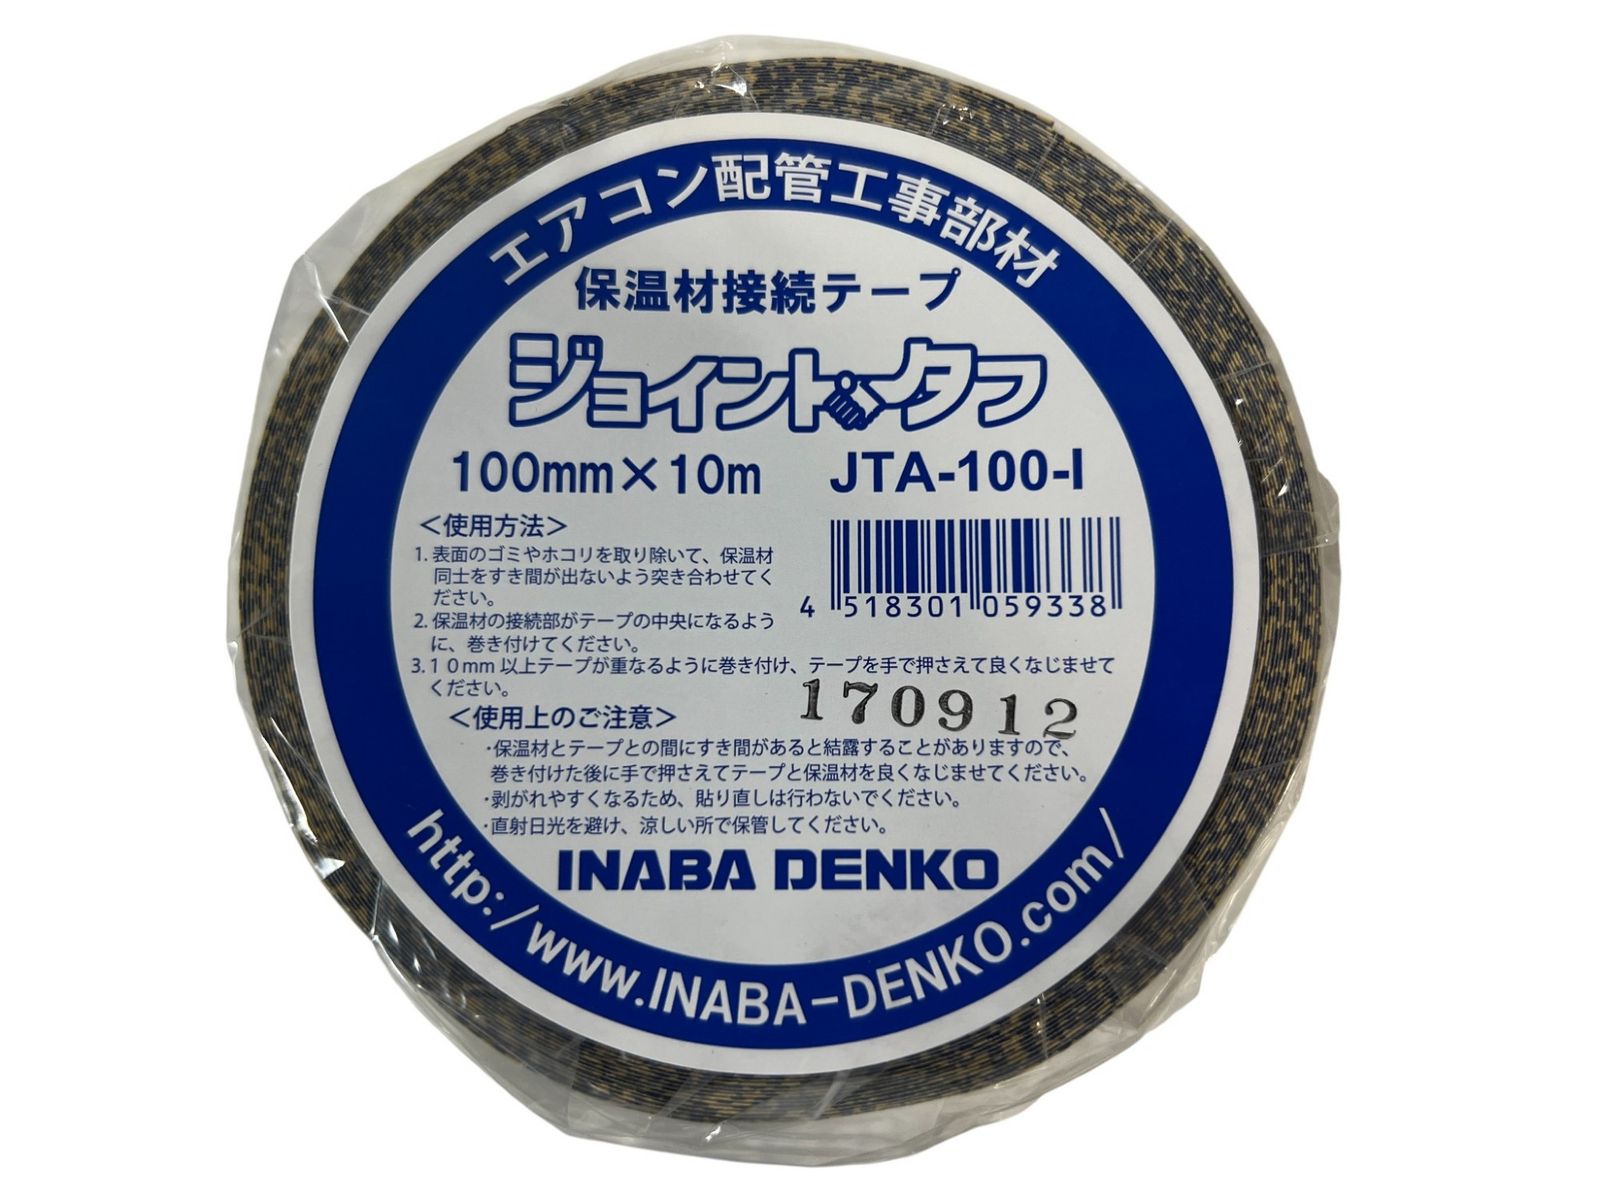 エアコン配管工事部材
保温材接続テープ
ジョイントタフ
100mm×10m JTA-100-I
＜使用方法＞
1. 表面のゴミやホコリを取り除いて、保温材
同士をすき間が出ないよう突き合わせてく
ださい。
2. 保温材の接続部がテープの中央になるよう
に、巻き付けてください。
3. 10mm 以上テープが重なるように巻き付け、テープを手で押さえて良くなじませて
ください。
4 518301 059338
170912
＜使用上のご注意＞
・保温材とテープとの間にすき間があると結露することがありますので、
巻き付けた後に手で押さえてテープと保温材を良くなじませてください。
・剥がれやすくなるため、貼り直しは行わないでください。
・直射日光を避け、涼しい所で保管してください。
INABA DENKO
http://www.INABA-DENKO.com/